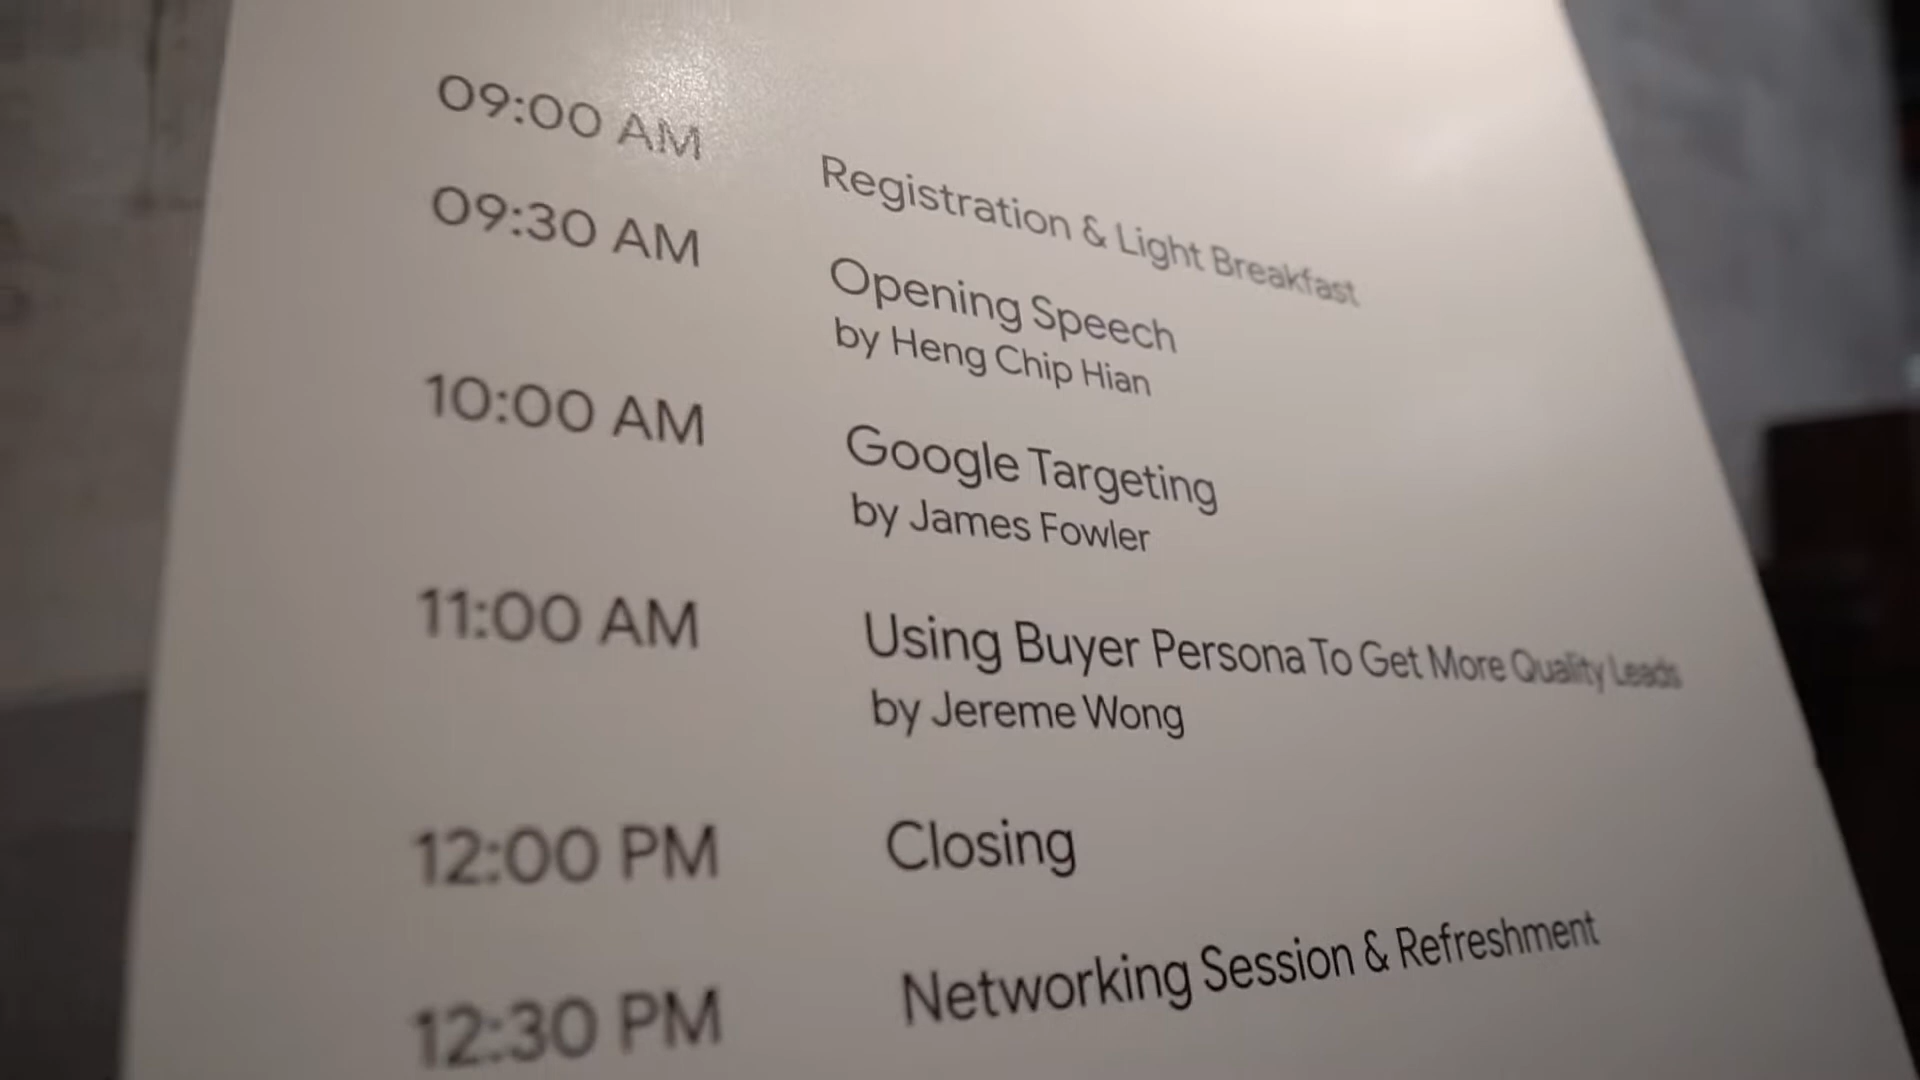 09:00 AM Registration & Light Breakfast
09:30 AM Opening Speech
by Heng Chip Hian
10:00 AM Google Targeting
by James Fowler
11:00 AM Using Buyer Persona To Get More Quality Leads
by Jereme Wong
12:00 PM Closing
12:30 PM Networking Session & Refreshment